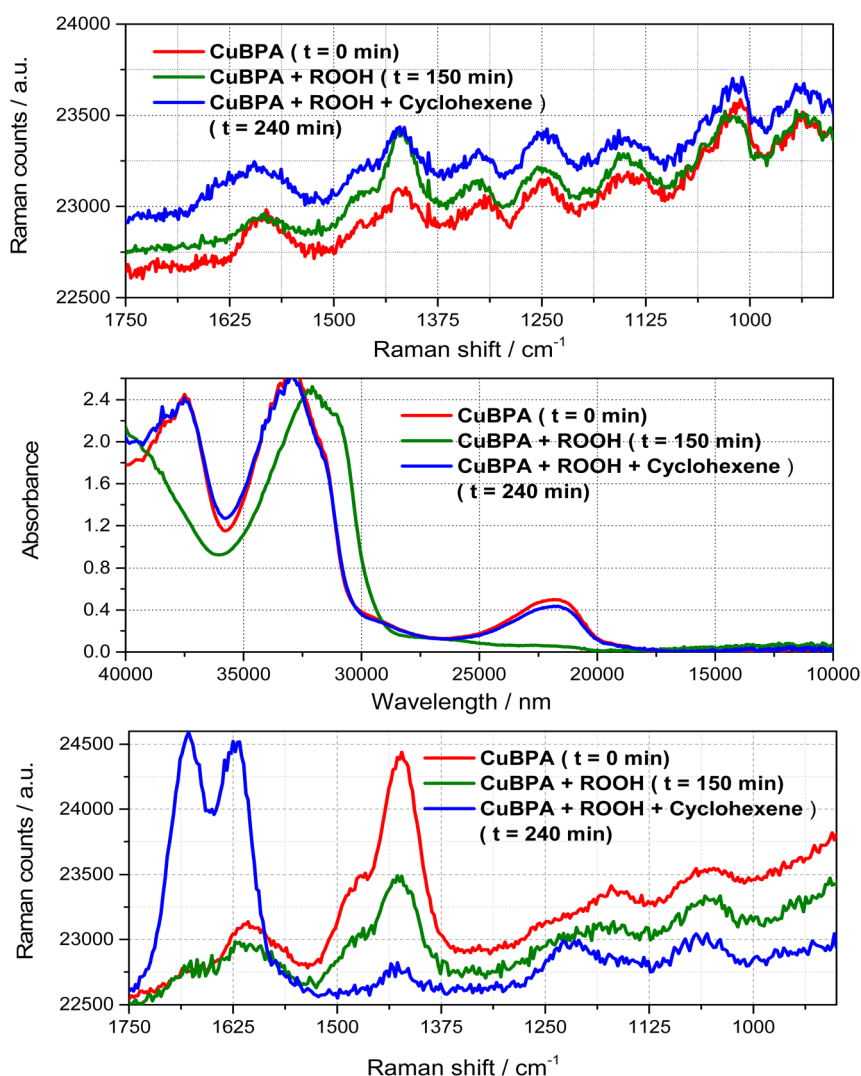 24000
23500
23000
22500
Raman counts / a.u.
CuBPA ( t = 0 min)
CuBPA + ROOH ( t = 150 min)
CuBPA + ROOH + Cyclohexene )
( t = 240 min)
1750 1625 1500 1375 1250 1125 1000
Raman shift / cm-1
2.4
2.0
1.6
1.2
0.8
0.4
0.0
Absorbance
CuBPA ( t = 0 min)
CuBPA + ROOH ( t = 150 min)
CuBPA + ROOH + Cyclohexene )
( t = 240 min)
40000 35000 30000 25000 20000 15000 10000
Wavelength / nm
24500
24000
23500
23000
22500
Raman counts / a.u.
CuBPA ( t = 0 min)
CuBPA + ROOH ( t = 150 min)
CuBPA + ROOH + Cyclohexene )
( t = 240 min)
1750 1625 1500 1375 1250 1125 1000
Raman shift / cm-1